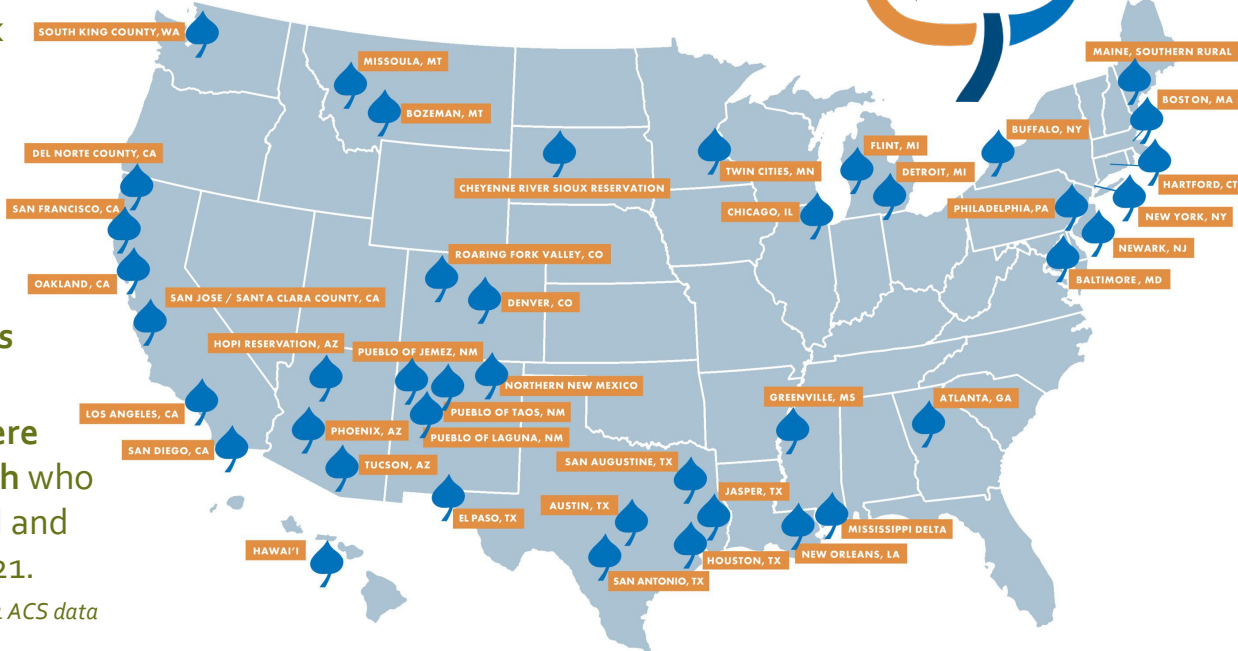 SOUTH KING COUNTY, WA
MISSOULA, MT
BOZEMAN, MT
MAINE, SOUTHERN RURAL
BOSTON, MA
BUFFALO, NY
FLINT, MI
DETROIT, MI
TWIN CITIES, MN
DEL NORTE COUNTY, CA
CHEYENNE RIVER SIOUX RESERVATION
HARTFORD, CT
SAN FRANCISCO, CA
CHICAGO, IL
PHILADELPHIA, PA
NEW YORK, NY
NEWARK, NJ
ROARING FORK VALLEY, CO
OAKLAND, CA
BALTIMORE, MD
SAN JOSE / SANTA CLARA COUNTY, CA
DENVER, CO
HOPI RESERVATION, AZ
PUEBLO OF JEMEZ, NM
NORTHERN NEW MEXICO
LOS ANGELES, CA
PUEBLO OF TAOS, NM
GREENVILLE, MS
ATLANTA, GA
PHOENIX, AZ
PUEBLO OF LAGUNA, NM
SAN DIEGO, CA
TUCSON, AZ
SAN AUGUSTINE, TX
JASPER, TX
AUSTIN, TX
EL PASO, TX
MISSISSIPPI DELTA
HAWAI'I
HOUSTON, TX
NEW ORLEANS, LA
SAN ANTONIO, TX
who
and
21.
ACS data